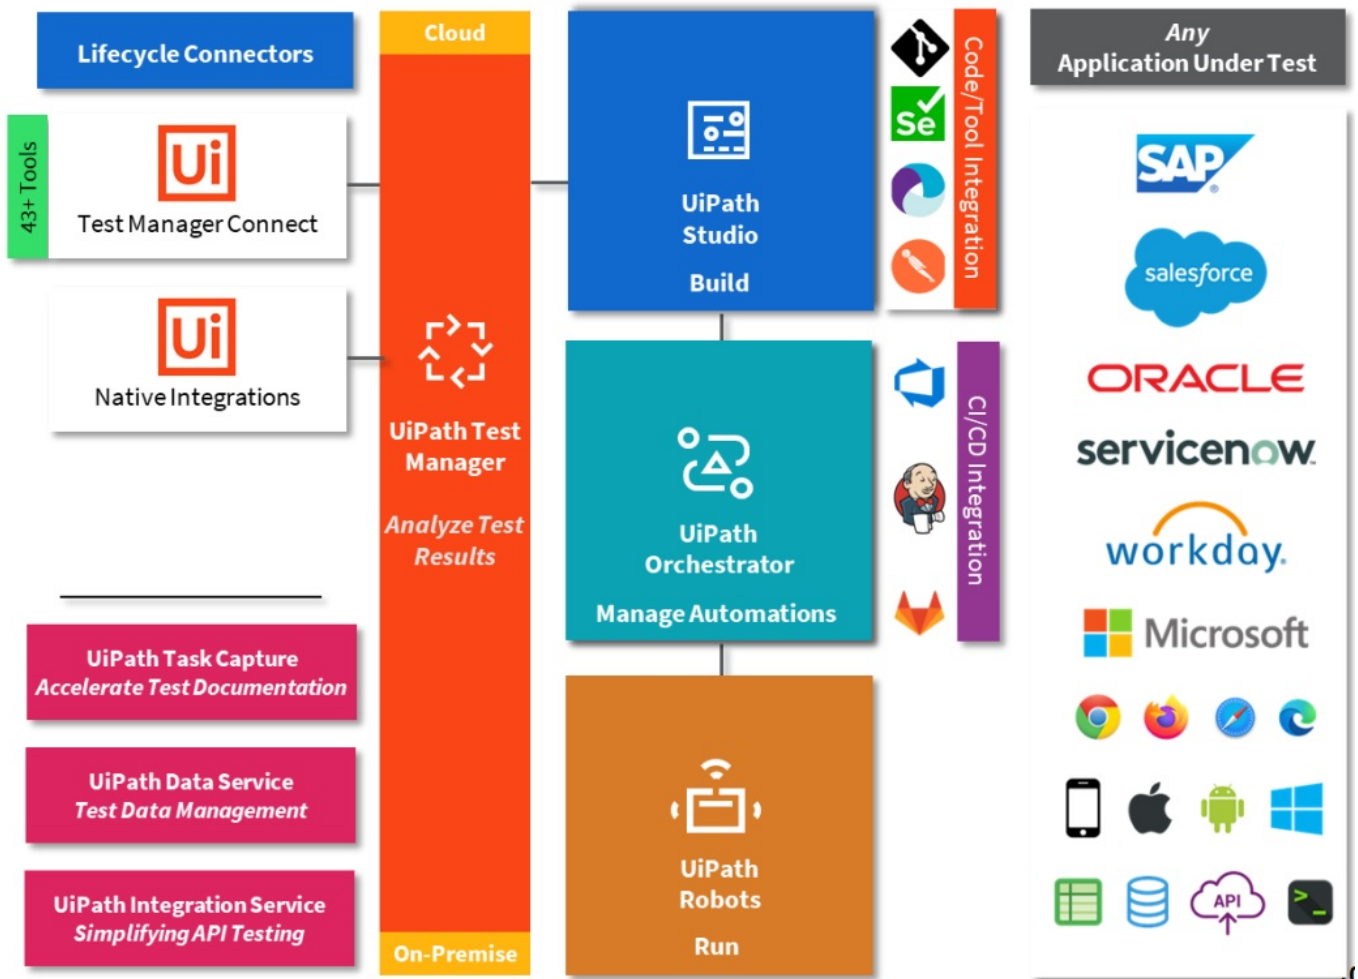 Lifecycle Connectors
43+ Tools
Ui
Test Manager Connect
Ui
Native Integrations
UiPath Task Capture
Accelerate Test Documentation
UiPath Data Service
Test Data Management
UiPath Integration Service
Simplifying API Testing
Cloud
UiPath Test
Manager
Analyze Test
Results
On-Premise
UiPath
Studio
Build
UiPath
Orchestrator
Manage Automations
UiPath
Robots
Run
Se
Code/Tool Integration
CI/CD Integration
Any
Application Under Test
SAP®
salesforce
ORACLE
servicenow
workday.
Microsoft
API
>_